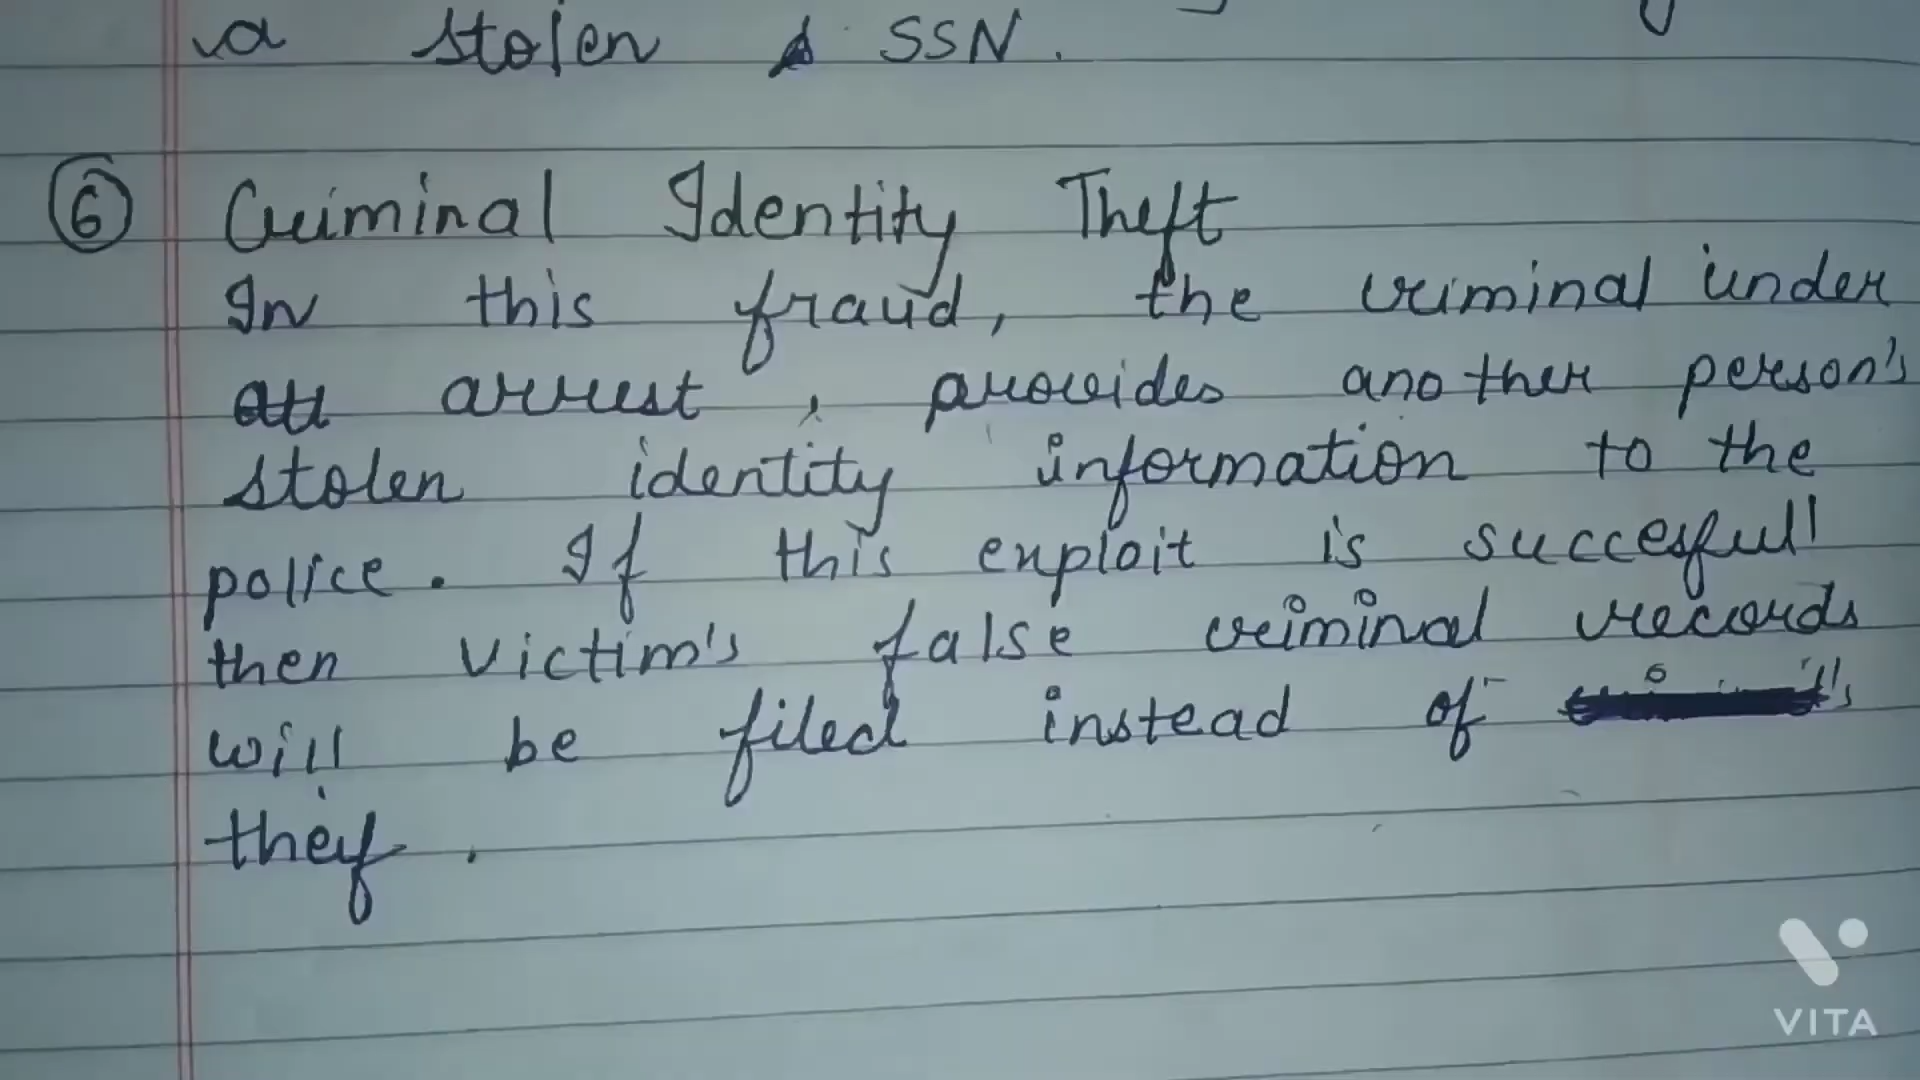 a stolen SSN.
6 Criminal Identity Theft
In this fraud, the criminal under
arrest, provides another person's
stolen identity information to the
police. If this exploit is succesfull
then victim's false criminal records
will be filed instead of
VITA